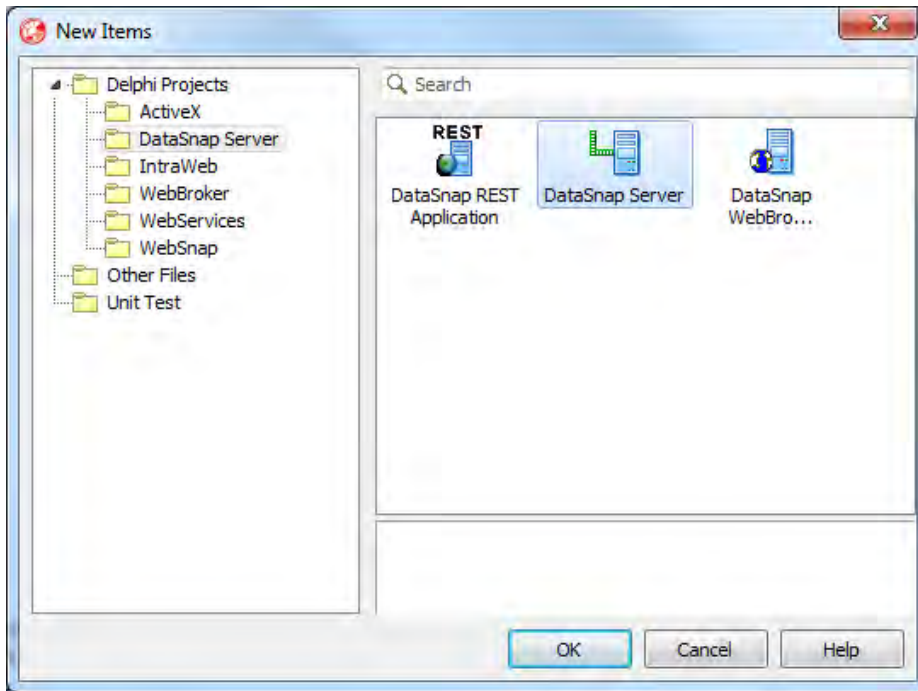 New Items
Delphi Projects
ActiveX
DataSnap Server
IntraWeb
WebBroker
WebServices
WebSnap
Other Files
Unit Test
Search
REST
DataSnap REST
Application
DataSnap Server
DataSnap
WebBro...
OK
Cancel
Help